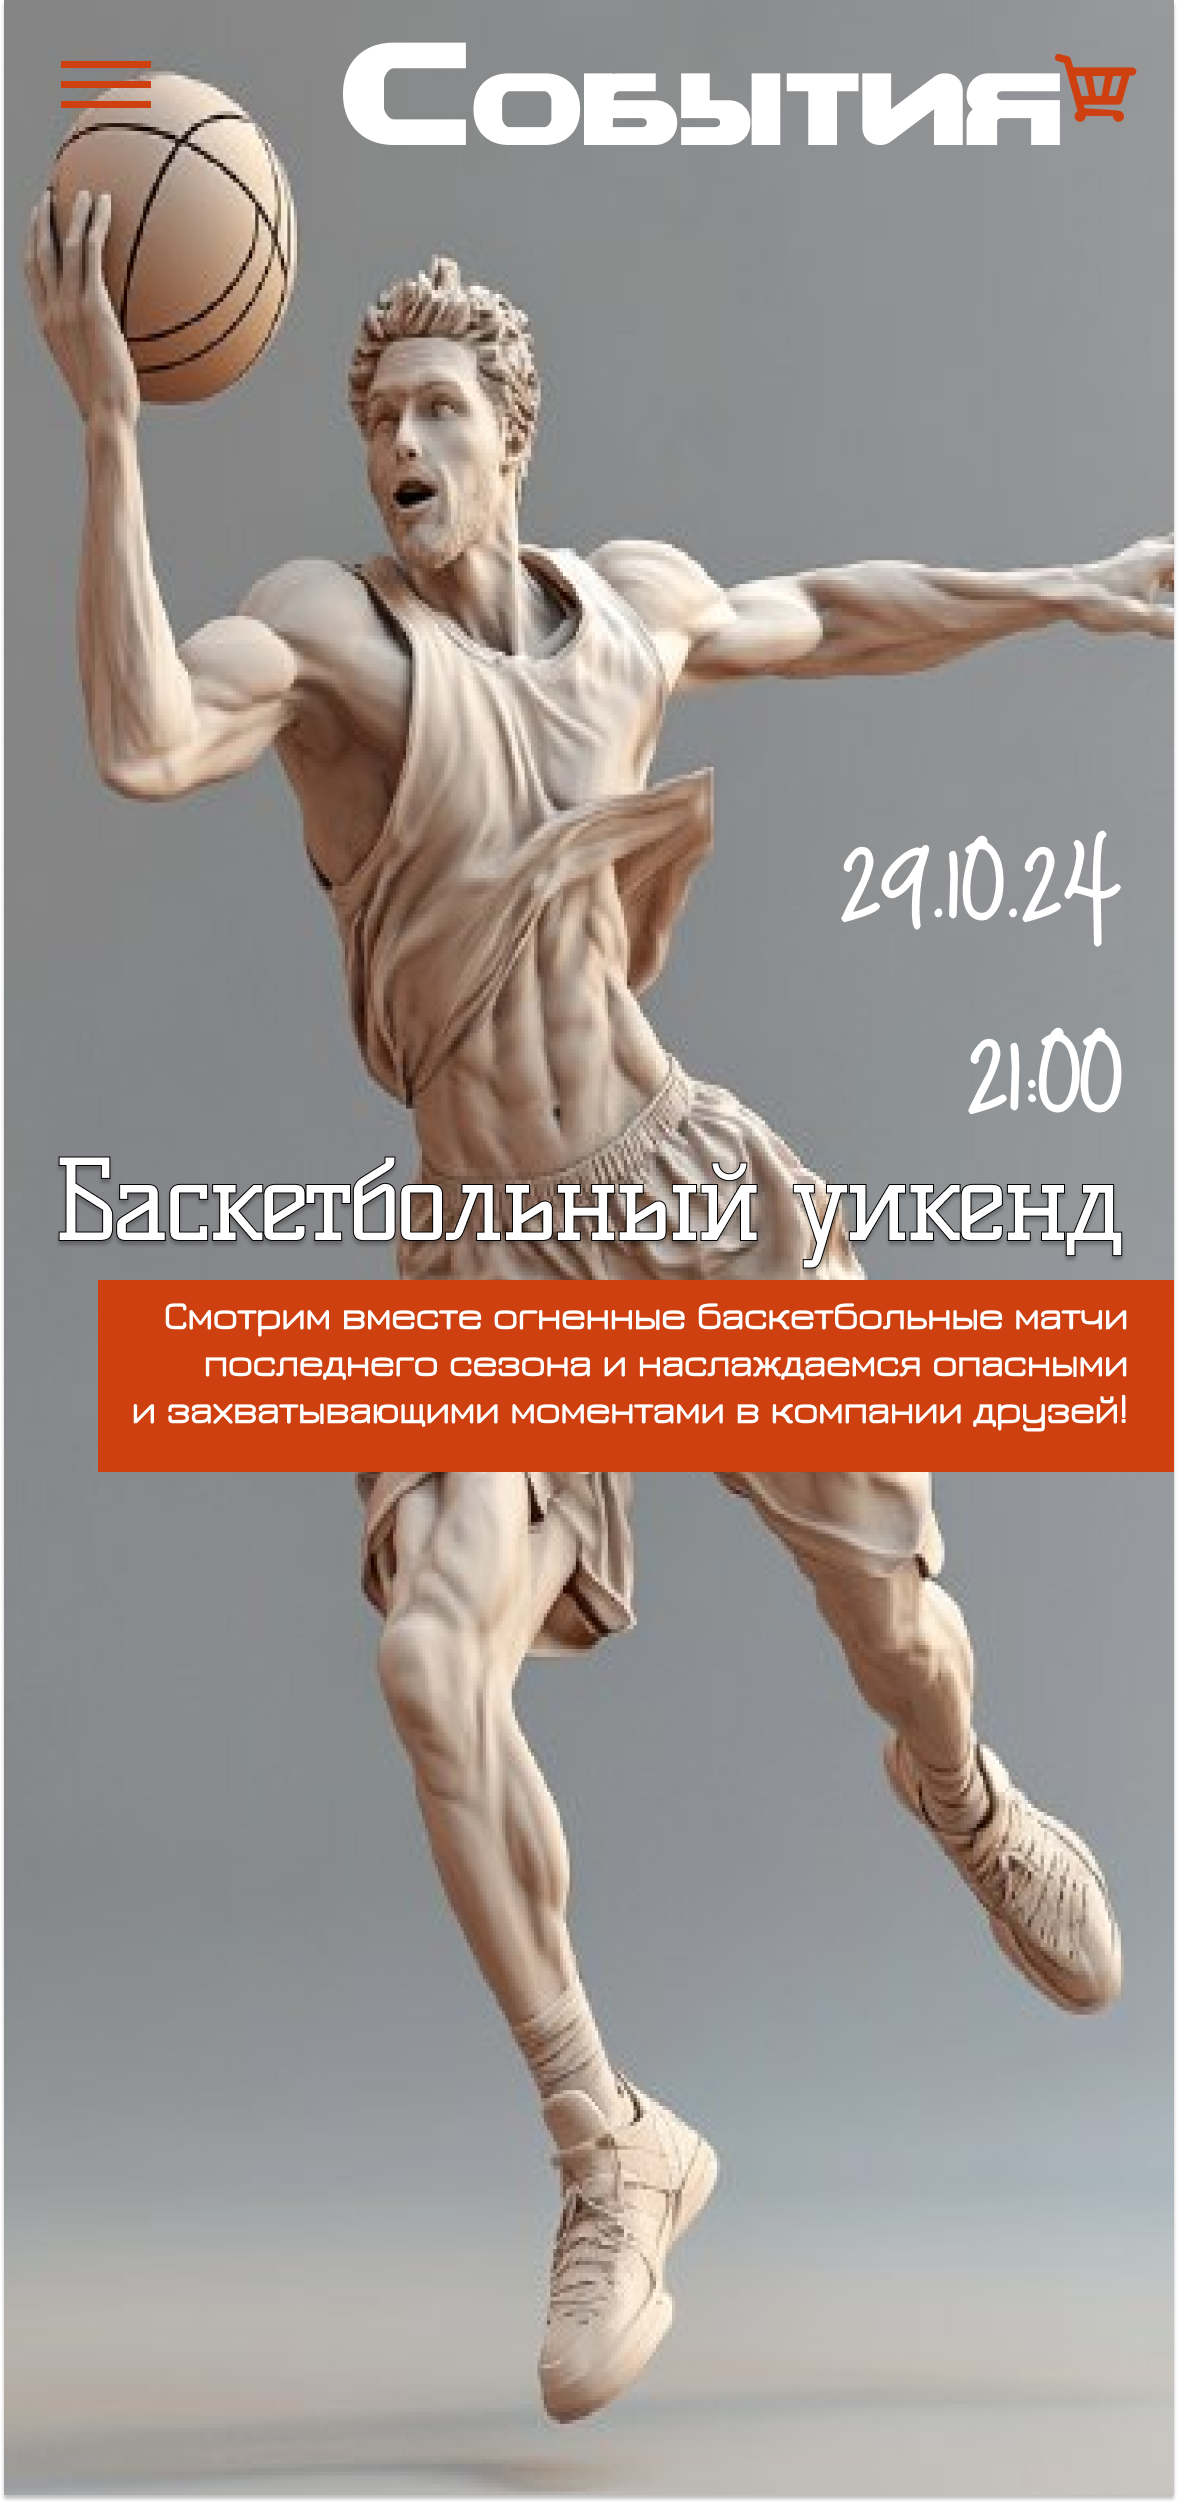 События
29.10.24
21:00
Баскетбольный уикенд
Смотрим вместе огненные баскетбольные матчи
последнего сезона и наслаждаемся опасными
и захватывающими моментами в компании друзей!